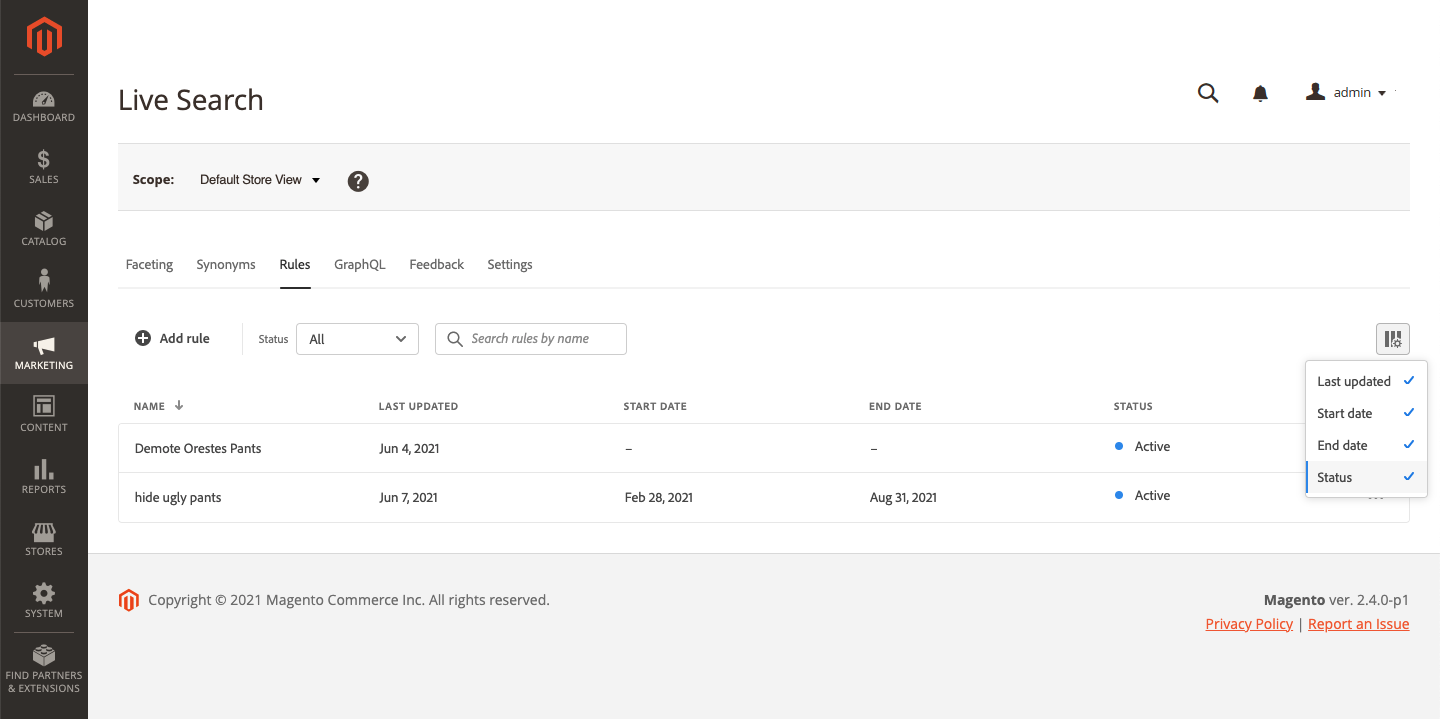 DASHBOARD
SALES
CATALOG
CUSTOMERS
MARKETING
CONTENT
REPORTS
STORES
SYSTEM
FIND PARTNERS
& EXTENSIONS
Live Search
admin
Scope: Default Store View ?
Faceting Synonyms Rules GraphQL Feedback Settings
Add rule Status All Search rules by name
Last updated
Start date
End date
Status
NAME LAST UPDATED START DATE END DATE STATUS
Demote Orestes Pants Jun 4, 2021 – – Active
hide ugly pants Jun 7, 2021 Feb 28, 2021 Aug 31, 2021 Active
Copyright © 2021 Magento Commerce Inc. All rights reserved.
Magento ver. 2.4.0-p1
Privacy Policy | Report an Issue